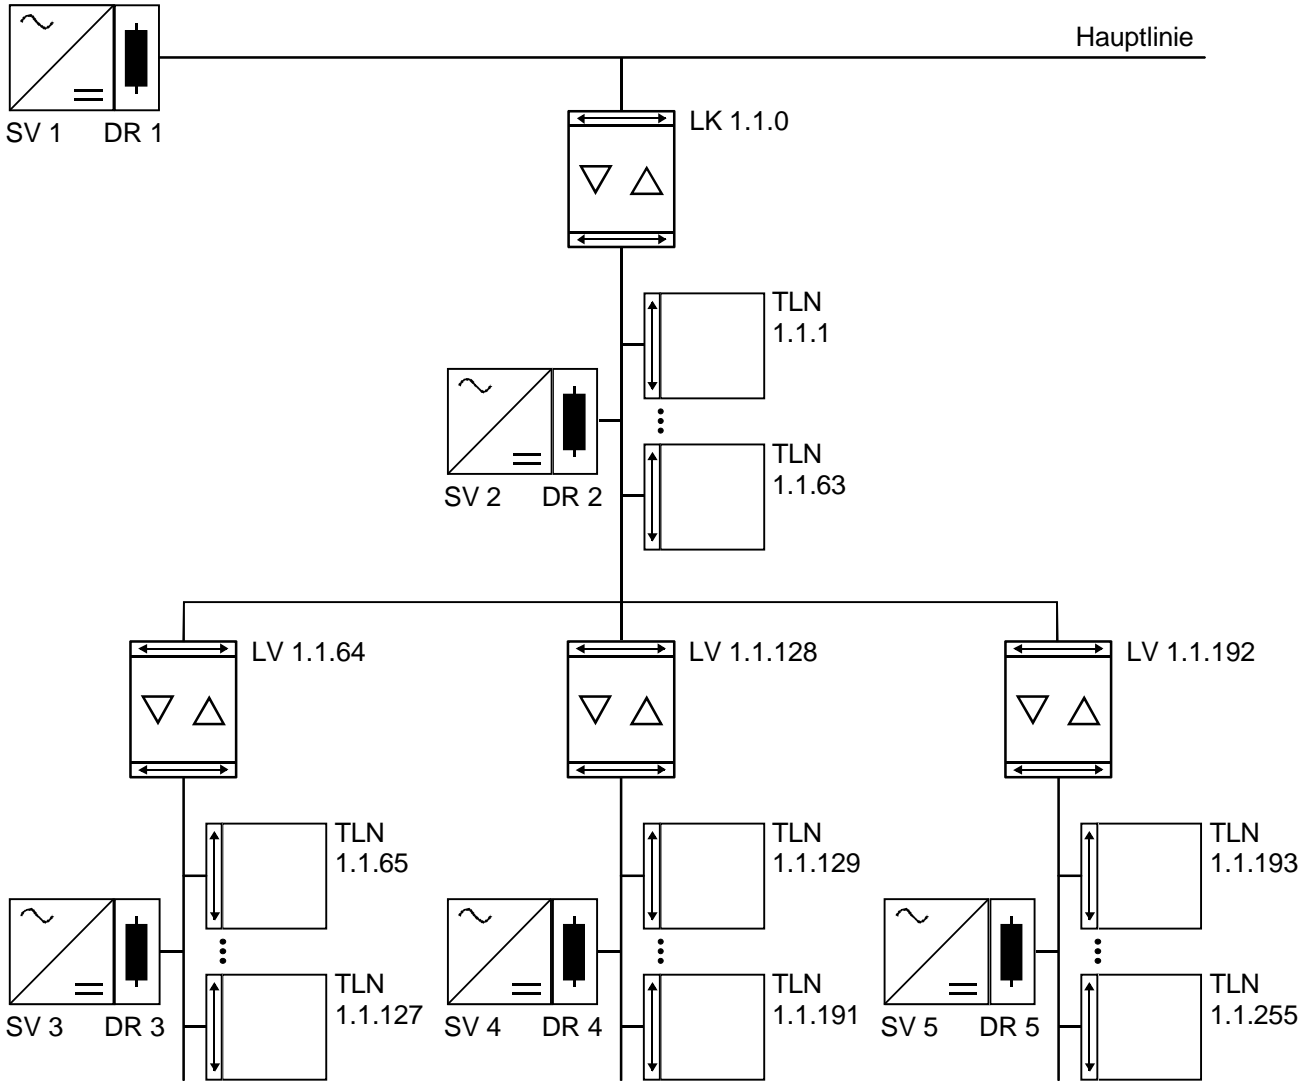 Hauptlinie
SV 1 DR 1
LK 1.1.0
TLN
1.1.1
TLN
1.1.63
SV 2 DR 2
LV 1.1.64
LV 1.1.128
LV 1.1.192
TLN
1.1.65
TLN
1.1.129
TLN
1.1.193
TLN
1.1.127
TLN
1.1.191
TLN
1.1.255
SV 3 DR 3
SV 4 DR 4
SV 5 DR 5